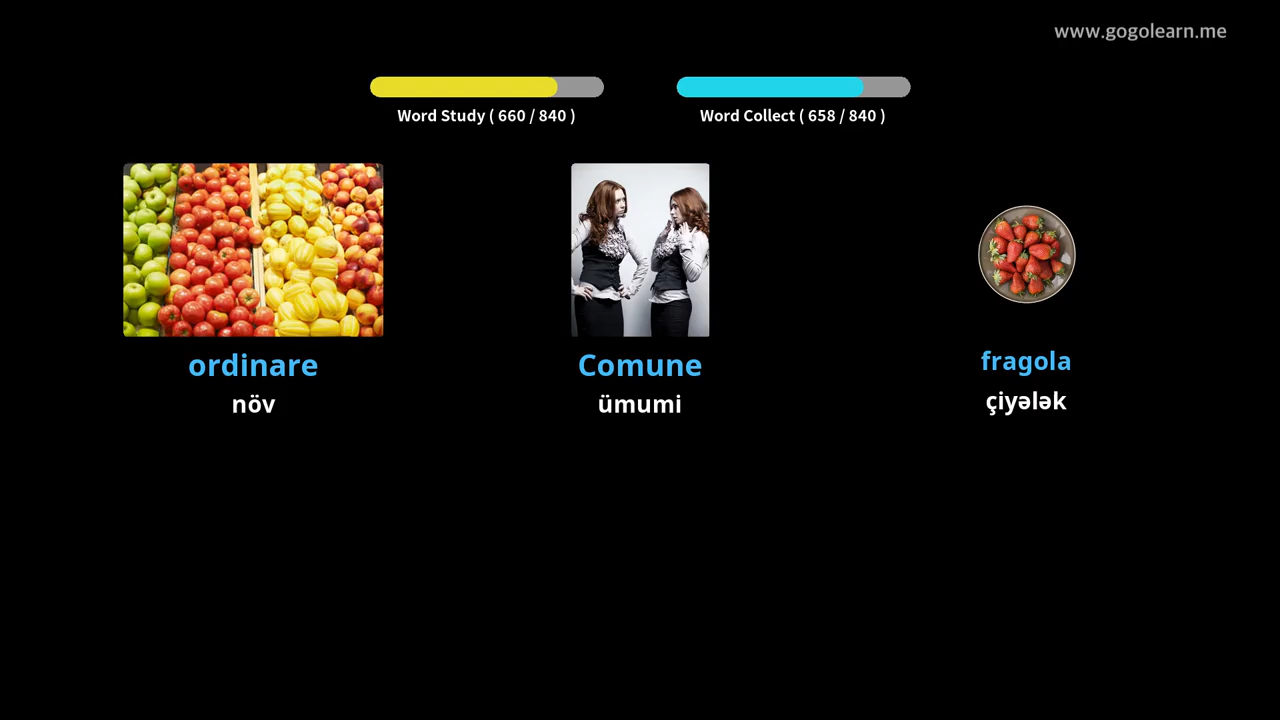 www.gogolearn.me
Word Study ( 660 / 840 )
Word Collect ( 658 / 840 )
ordinare
növ
Comune
ümumi
fragola
çiyələk